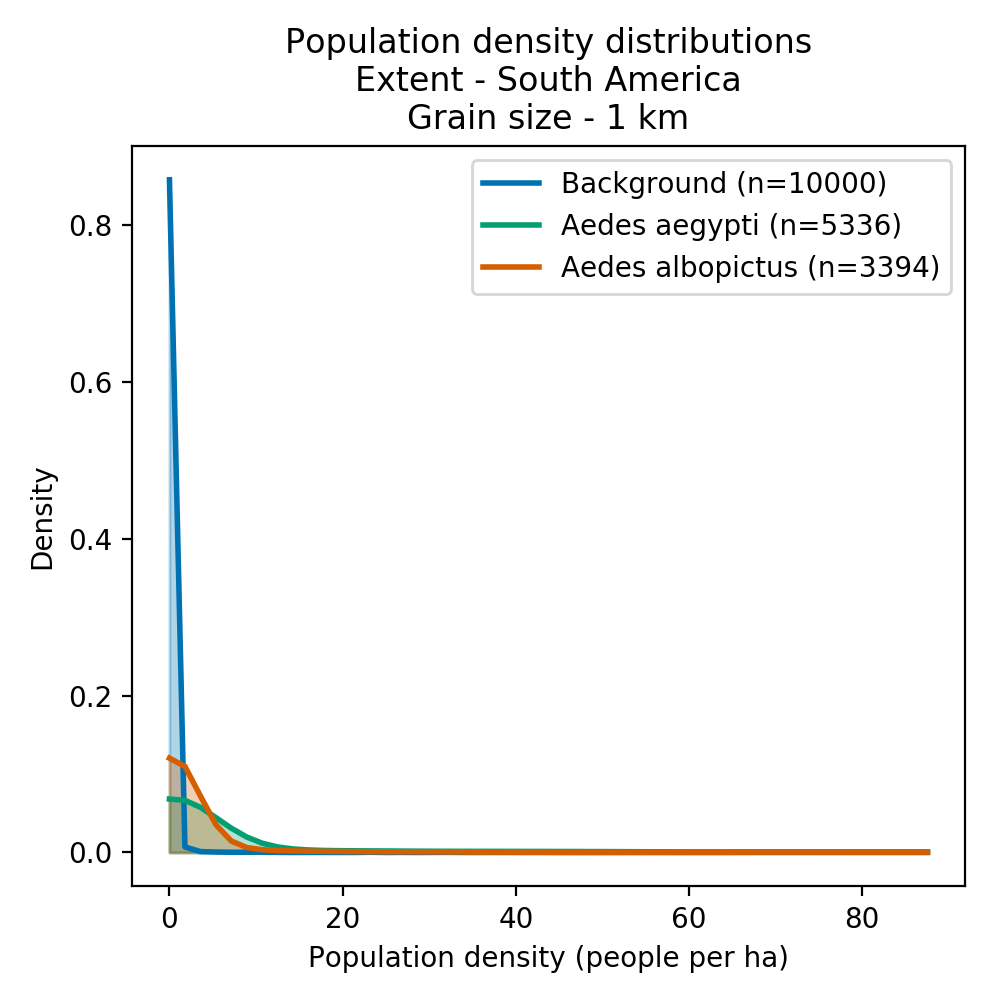 Population density distributions
Extent - South America
Grain size - 1 km
Background (n=10000)
Aedes aegypti (n=5336)
Aedes albopictus (n=3394)
Density
0.8
0.6
0.4
0.2
0.0
0
20
40
60
80
Population density (people per ha)